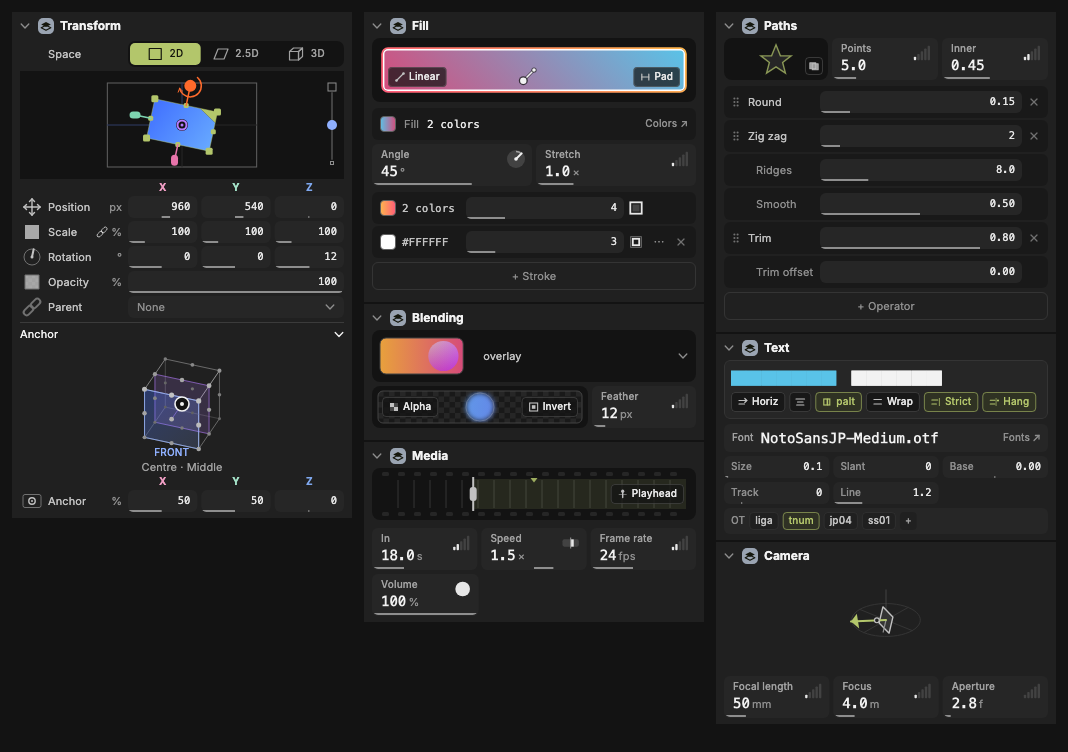 Transform
Space 2D 2.5D 3D
X Y Z
Position px 960 540 0
Scale % 100 100 100
Rotation ° 0 0 12
Opacity % 100
Parent None
Anchor
FRONT
Centre · Middle
X Y Z
Anchor % 50 50 0
Fill
Linear Pad
Fill 2 colors Colors ↗
Angle Stretch
45° 1.0×
2 colors 4
#FFFFFF 3 ··· ×
+ Stroke
Blending
overlay
Alpha Invert Feather
12 px
Media
Playhead
In Speed Frame rate
18.0 s 1.5 × 24 fps
Volume
100 %
Paths
Points Inner
5.0 0.45
Round 0.15 ×
Zig zag 2 ×
Ridges 8.0
Smooth 0.50
Trim 0.80 ×
Trim offset 0.00
+ Operator
Text
Horiz palt Wrap Strict Hang
Font NotoSansJP-Medium.otf Fonts ↗
Size 0.1 Slant 0 Base 0.00
Track 0 Line 1.2
OT liga tnum jp04 ss01 +
Camera
Focal length Focus Aperture
50 mm 4.0 m 2.8 f